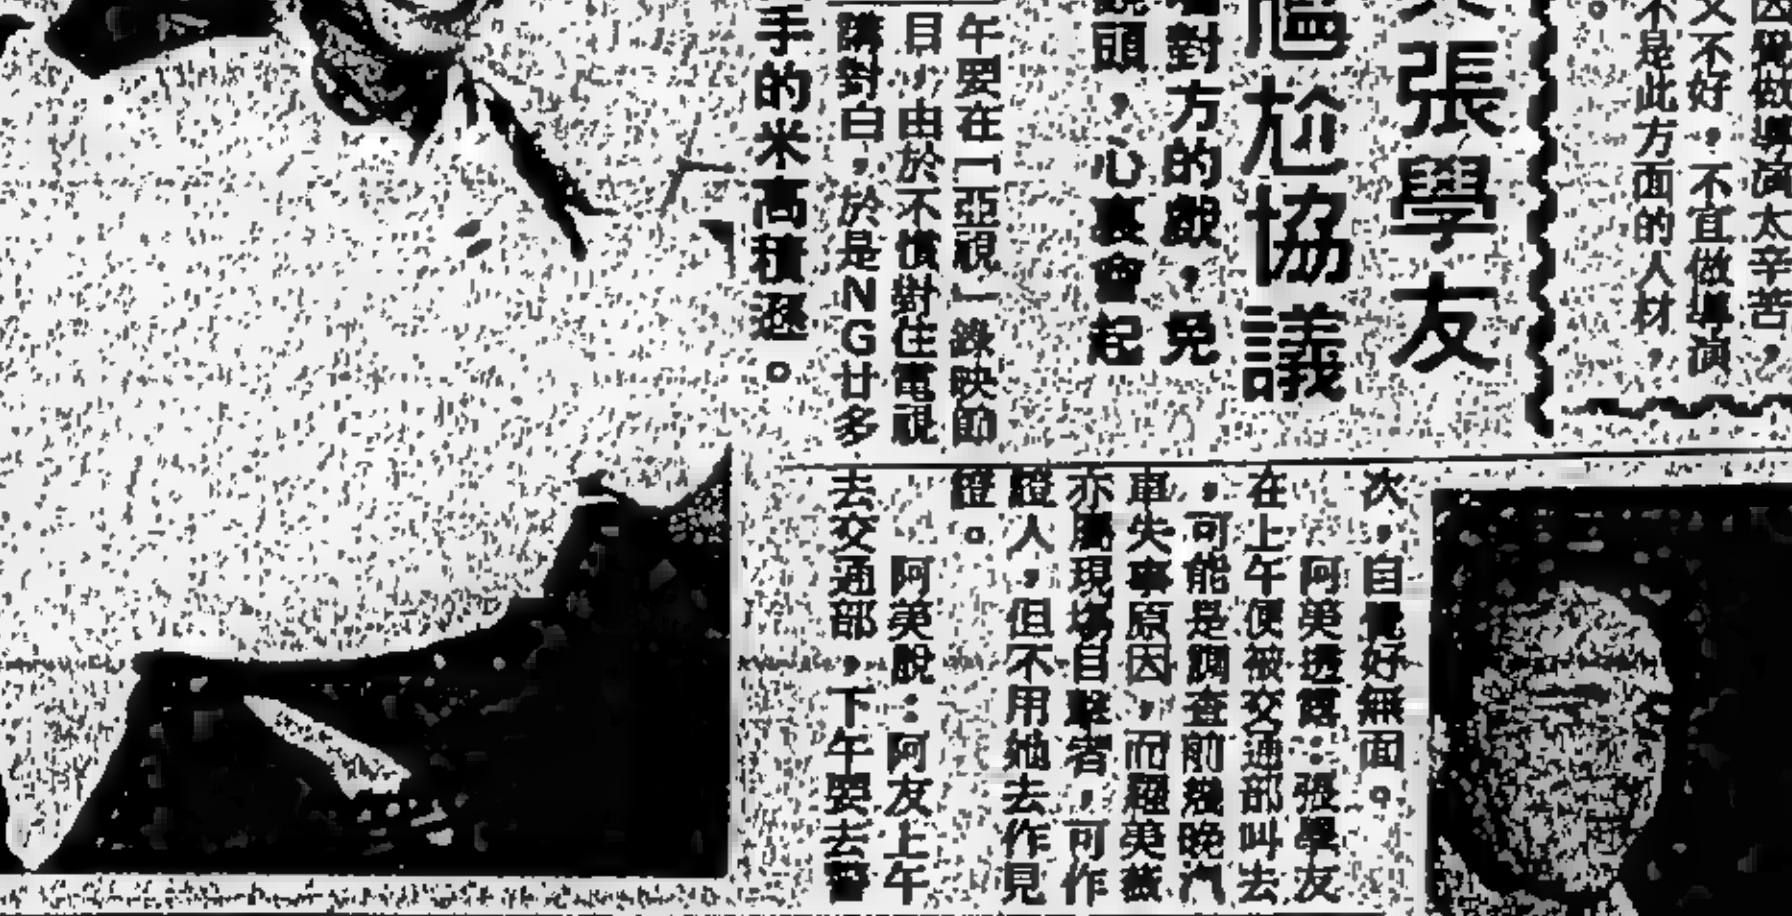 因獨做導演太辛苦，
又不好，不宜做導演
不是此方面的人材，
。
張學友
尷尬協議
對方的戲，免
鏡頭，心裏會起
午要在「亞視」錄映節
目，由於不慣對住電視
講對白，於是NG廿多
次，自覺好無面。
阿美透露：張學友
在上午便被交通部叫去
，可能是調查前幾晚汽
車失事原因，而羅美薇
亦屬現場目擊者，可作
證人，但不用她去作見
證。
阿美說：阿友上午
去交通部，下午要去
手的米高積遜。